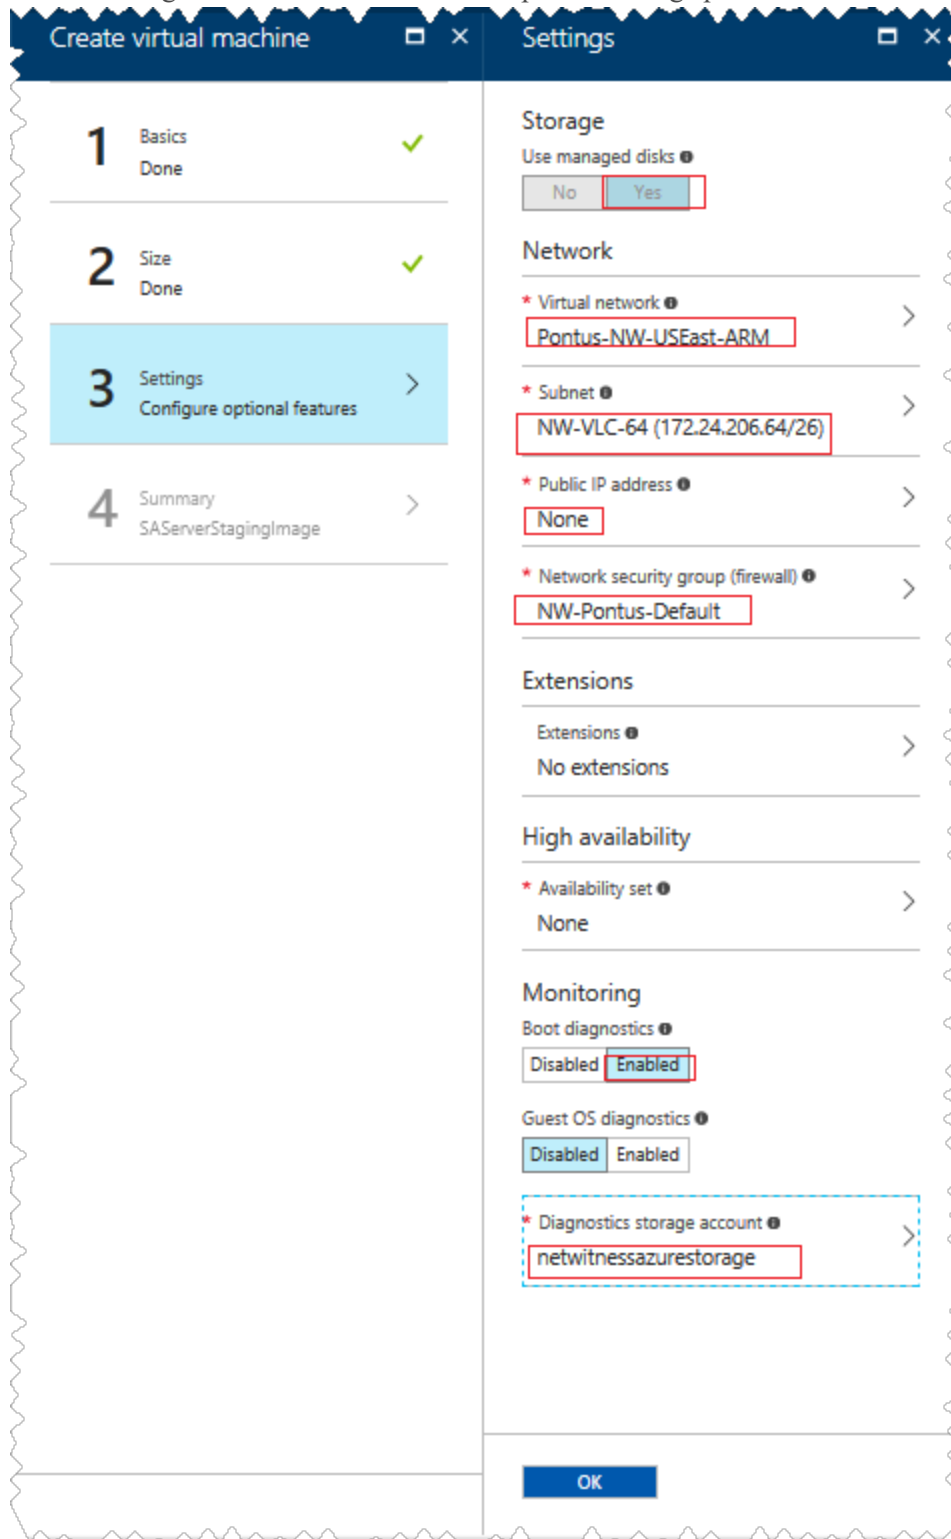 Create virtual machine
1
Basics
Done
2
Size
Done
3
Settings
Configure optional features
4
Summary
SAServerStagingImage
Settings
Storage
Use managed disks
No Yes
Network
* Virtual network
Pontus-NW-USEast-ARM
* Subnet
NW-VLC-64 (172.24.206.64/26)
* Public IP address
None
* Network security group (firewall)
NW-Pontus-Default
Extensions
Extensions
No extensions
High availability
* Availability set
None
Monitoring
Boot diagnostics
Disabled Enabled
Guest OS diagnostics
Disabled Enabled
* Diagnostics storage account
netwitnessazurestorage
OK